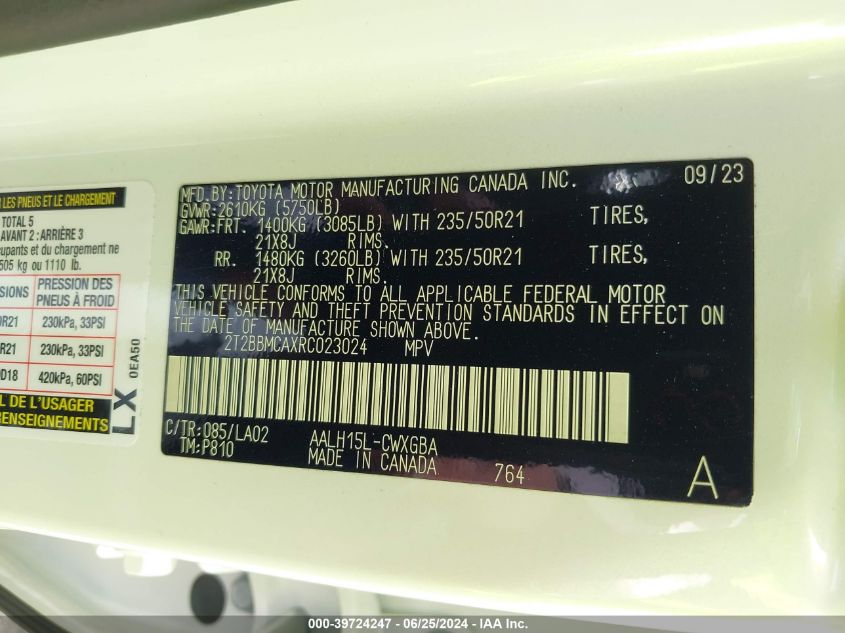 R LES PNEUS ET LE CHARGEMENT
TOTAL 5
AVANT 2 : ARRIÈRE 3
cupants et du chargement ne
505 kg ou 1110 lb.
SIONS PRESSION DES PNEUS À FROID
0R21 230kPa, 33PSI
R21 230kPa, 33PSI
D18 420kPa, 60PSI
L DE L'USAGER
RENSEIGNEMENTS
LX 0EA50
MFD.BY:TOYOTA MOTOR MANUFACTURING CANADA INC. 09/23
GVWR:2610KG (5750LB)
GAWR:FRT. 1400KG (3085LB) WITH 235/50R21 TIRES,
21X8J RIMS.
RR. 1480KG (3260LB) WITH 235/50R21 TIRES,
21X8J RIMS.
THIS VEHICLE CONFORMS TO ALL APPLICABLE FEDERAL MOTOR
VEHICLE SAFETY AND THEFT PREVENTION STANDARDS IN EFFECT ON
THE DATE OF MANUFACTURE SHOWN ABOVE.
2T2BBMCAXRC023024 MPV
C/TR:085/LA02 AALH15L-CWXGBA
TM:P810 MADE IN CANADA 764 A
000-39724247 - 06/25/2024 - IAA Inc.